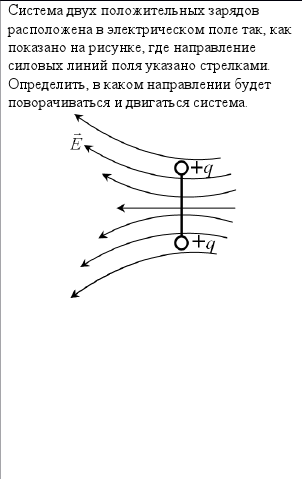 Система двух положительных зарядов
расположена в электрическом поле так, как
показано на рисунке, где направление
силовых линий поля указано стрелками.
Определить, в каком направлении будет
поворачиваться и двигаться система.
E⃗
+q
+q